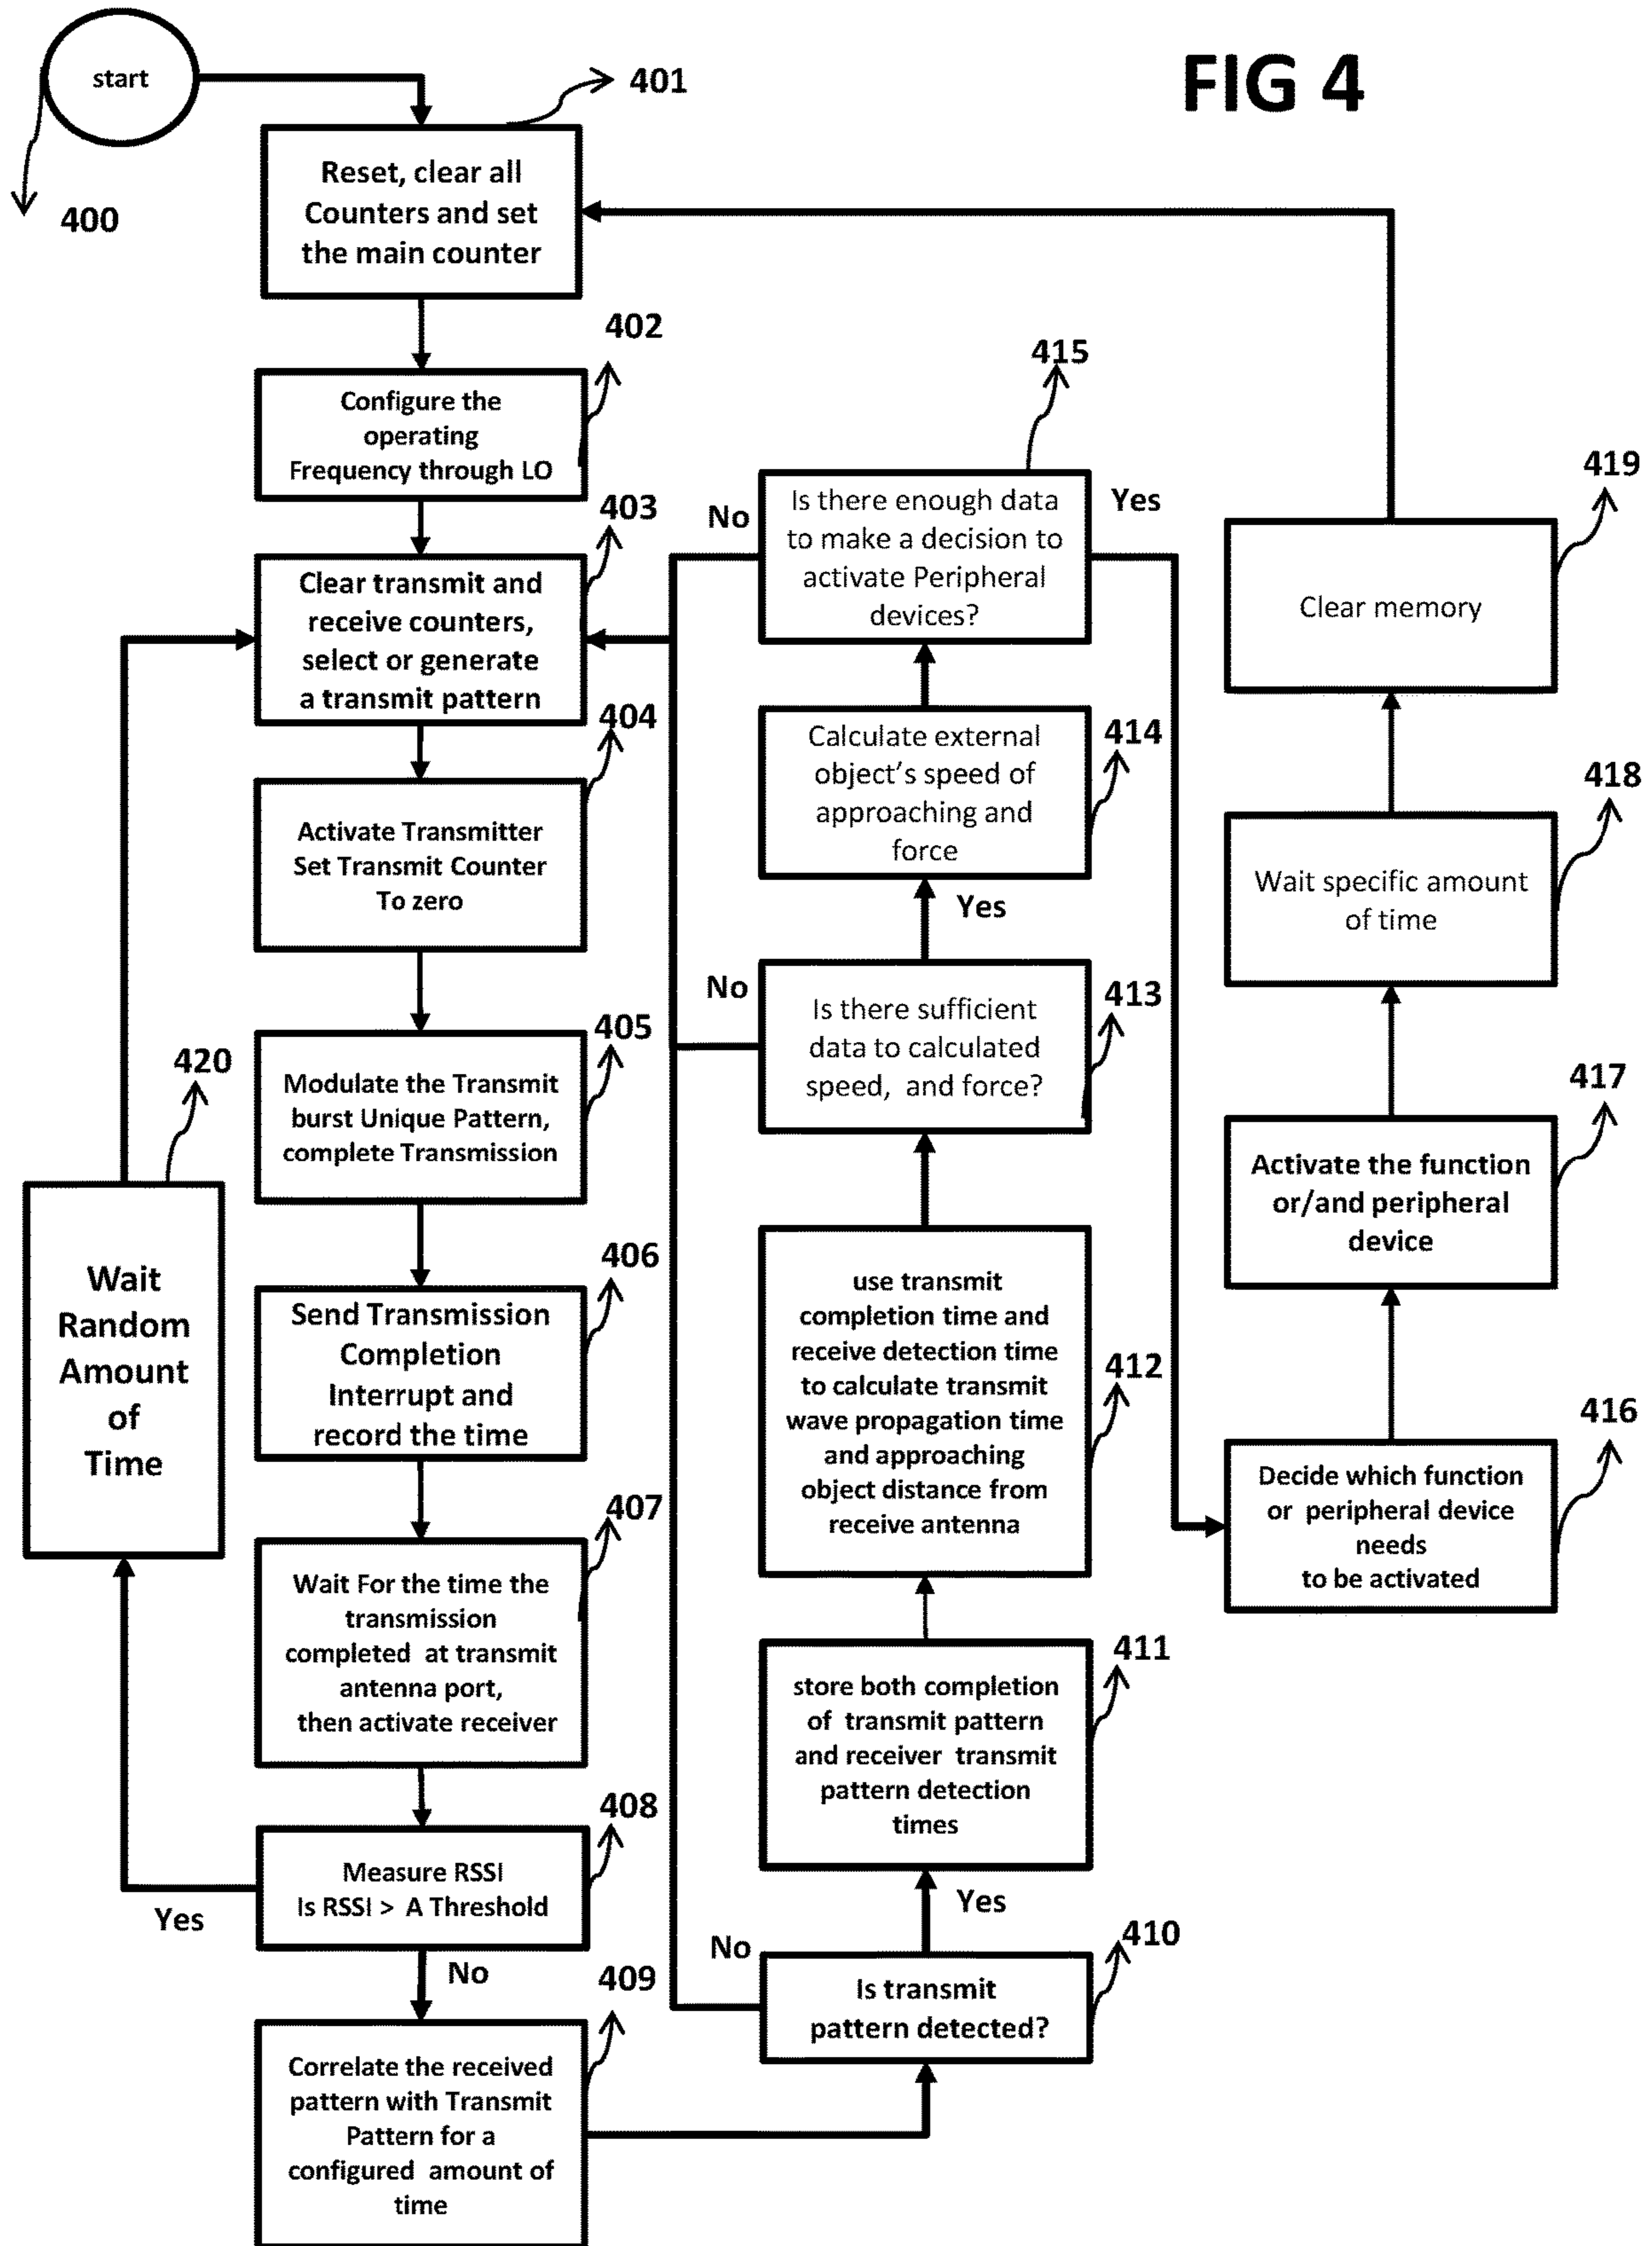 FIG 4
start
400
401
Reset, clear all
Counters and set
the main counter
402
Configure the
operating
Frequency through LO
403
Clear transmit and
receive counters,
select or generate
a transmit pattern
404
Activate Transmitter
Set Transmit Counter
To zero
405
Modulate the Transmit
burst Unique Pattern,
complete Transmission
406
Send Transmission
Completion
Interrupt and
record the time
407
Wait For the time the
transmission
completed at transmit
antenna port,
then activate receiver
408
Measure RSSI
Is RSSI > A Threshold
Yes
No
420
Wait
Random
Amount
of
Time
409
Correlate the received
pattern with Transmit
Pattern for a
configured amount of
time
410
No
Is transmit
pattern detected?
Yes
411
store both completion
of transmit pattern
and receiver transmit
pattern detection
times
412
use transmit
completion time and
receive detection time
to calculate transmit
wave propagation time
and approaching
object distance from
receive antenna
413
No
Is there sufficient
data to calculated
speed, and force?
Yes
414
Calculate external
object's speed of
approaching and
force
415
No
Is there enough data
to make a decision to
activate Peripheral
devices?
Yes
416
Decide which function
or peripheral device
needs
to be activated
417
Activate the function
or/and peripheral
device
418
Wait specific amount
of time
419
Clear memory